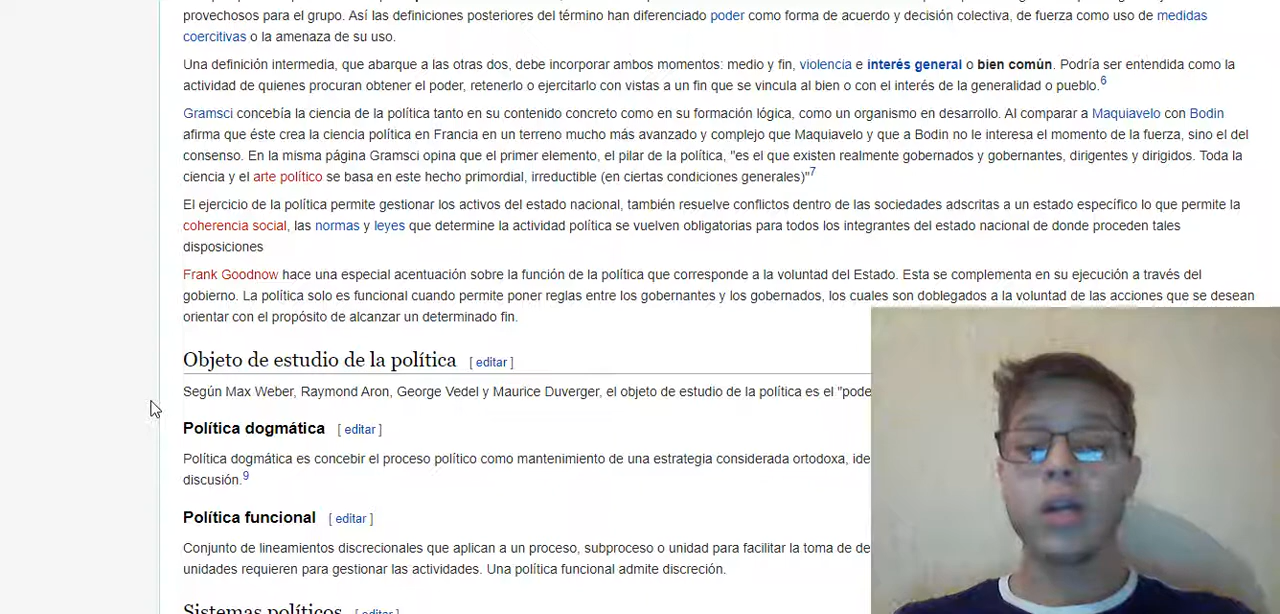 provechosos para el grupo. Así las definiciones posteriores del término han diferenciado poder como forma de acuerdo y decisión colectiva, de fuerza como uso de medidas
coercitivas o la amenaza de su uso.
Una definición intermedia, que abarque a las otras dos, debe incorporar ambos momentos: medio y fin, violencia e interés general o bien común. Podría ser entendida como la
actividad de quienes procuran obtener el poder, retenerlo o ejercitarlo con vistas a un fin que se vincula al bien o con el interés de la generalidad o pueblo.6
Gramsci concebía la ciencia de la política tanto en su contenido concreto como en su formación lógica, como un organismo en desarrollo. Al comparar a Maquiavelo con Bodin
afirma que éste crea la ciencia política en Francia en un terreno mucho más avanzado y complejo que Maquiavelo y que a Bodin no le interesa el momento de la fuerza, sino el del
consenso. En la misma página Gramsci opina que el primer elemento, el pilar de la política, "es el que existen realmente gobernados y gobernantes, dirigentes y dirigidos. Toda la
ciencia y el arte político se basa en este hecho primordial, irreductible (en ciertas condiciones generales)"7
El ejercicio de la política permite gestionar los activos del estado nacional, también resuelve conflictos dentro de las sociedades adscritas a un estado específico lo que permite la
coherencia social, las normas y leyes que determine la actividad política se vuelven obligatorias para todos los integrantes del estado nacional de donde proceden tales
disposiciones
Frank Goodnow hace una especial acentuación sobre la función de la política que corresponde a la voluntad del Estado. Esta se complementa en su ejecución a través del
gobierno. La política solo es funcional cuando permite poner reglas entre los gobernantes y los gobernados, los cuales son doblegados a la voluntad de las acciones que se desean
orientar con el propósito de alcanzar un determinado fin.
Objeto de estudio de la política [ editar ]
Según Max Weber, Raymond Aron, George Vedel y Maurice Duverger, el objeto de estudio de la política es el "pode
Política dogmática [ editar ]
Política dogmática es concebir el proceso político como mantenimiento de una estrategia considerada ortodoxa, ide
discusión.9
Política funcional [ editar ]
Conjunto de lineamientos discrecionales que aplican a un proceso, subproceso o unidad para facilitar la toma de de
unidades requieren para gestionar las actividades. Una política funcional admite discreción.
Sistemas políticos [ editar ]